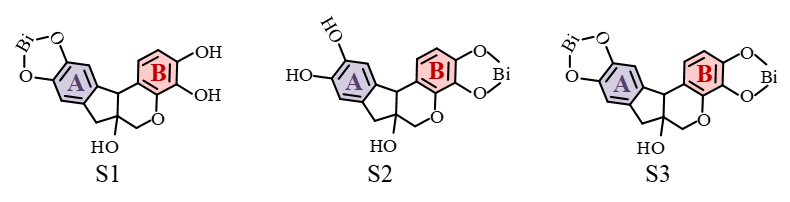 Bi O O A B OH OH O HO
S1
HO HO A B O O Bi O HO
S2
Bi O O A B O O Bi O HO
S3